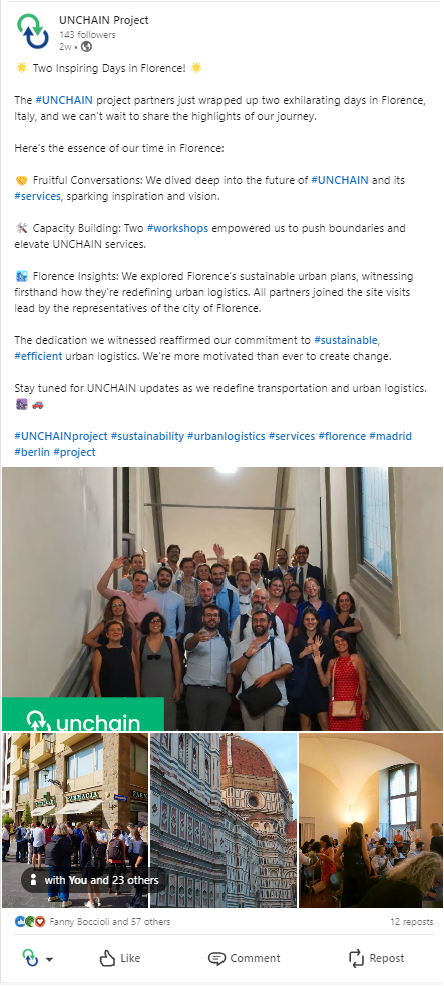 UNCHAIN Project
143 followers
2w •
Two Inspiring Days in Florence!
The #UNCHAIN project partners just wrapped up two exhilarating days in Florence,
Italy, and we can't wait to share the highlights of our journey.
Here's the essence of our time in Florence:
Fruitful Conversations: We dived deep into the future of #UNCHAIN and its
#services, sparking inspiration and vision.
Capacity Building: Two #workshops empowered us to push boundaries and
elevate UNCHAIN services.
Florence Insights: We explored Florence's sustainable urban plans, witnessing
firsthand how they're redefining urban logistics. All partners joined the site visits
lead by the representatives of the city of Florence.
The dedication we witnessed reaffirmed our commitment to #sustainable,
#efficient urban logistics. We're more motivated than ever to create change.
Stay tuned for UNCHAIN updates as we redefine transportation and urban logistics.
#UNCHAINproject #sustainability #urbanlogistics #services #florence #madrid
#berlin #project
unchain
with You and 23 others
Fanny Boccioli and 57 others
12 reposts
Like
Comment
Repost